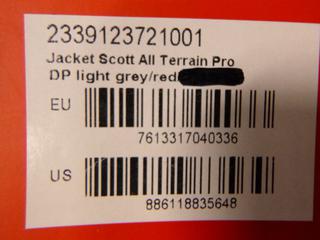 2339123721001
Jacket Scott All Terrain Pro
DP light grey/red
EU
7613317040336
US
886118835648